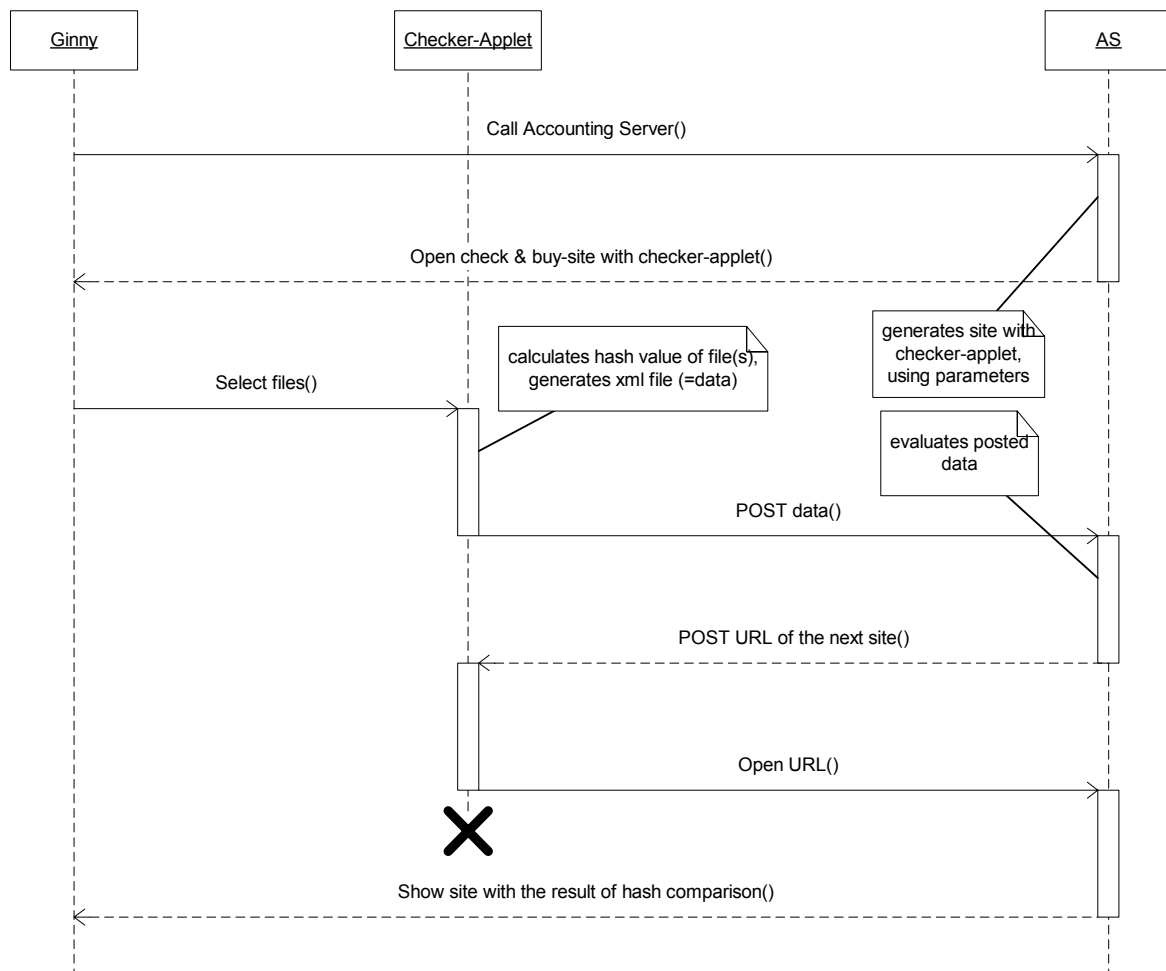 Ginny
Checker-Applet
AS
Call Accounting Server()
Open check & buy-site with checker-applet()
generates site with
checker-applet,
using parameters
calculates hash value of file(s),
generates xml file (=data)
Select files()
evaluates posted
data
POST data()
POST URL of the next site()
Open URL()
Show site with the result of hash comparison()